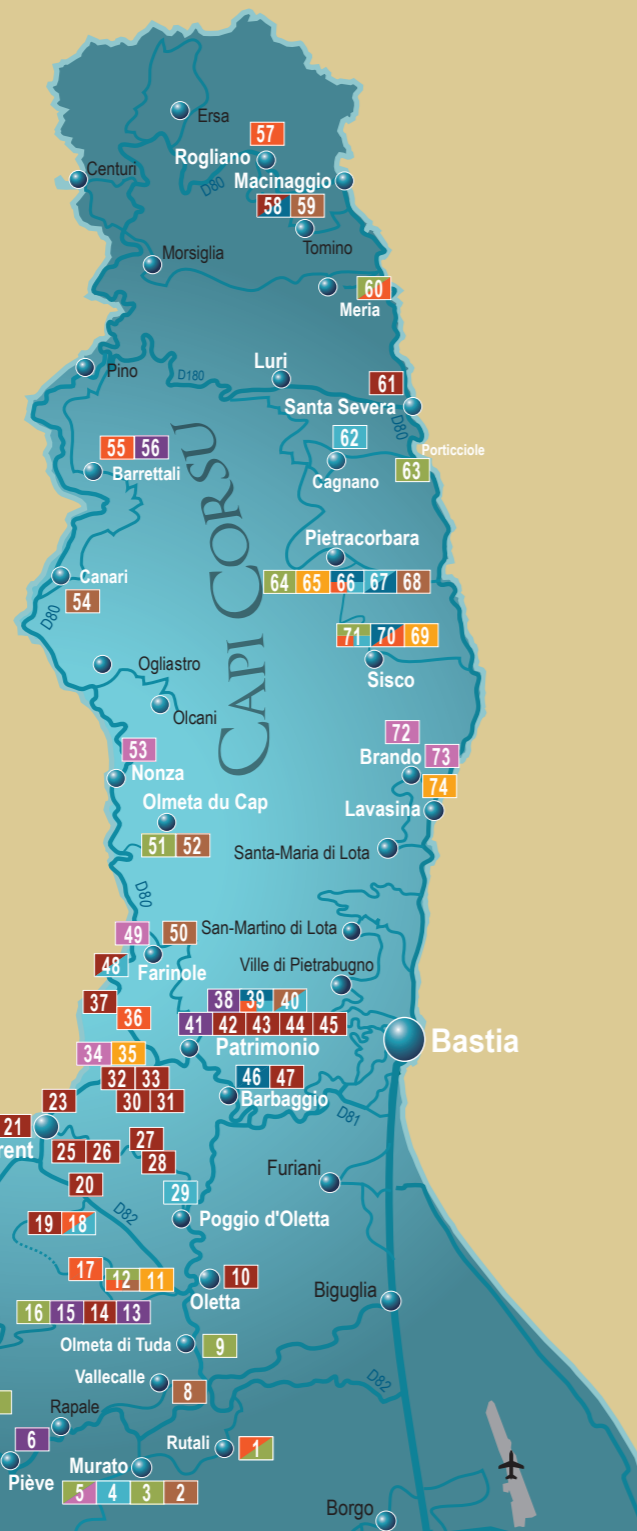 Ersa
57
Rogliano
Centuri
D80
Macinaggio
58 59
Tomino
Morsiglia
60
Meria
Pino
D180
Luri
61
Santa Severa
D80
62
Cagnano
Porticciole
63
55 56
Barrettali
CAPI CORSU
Pietracorbara
64 65 66 67 68
Canari
54
D80
71 70 69
Sisco
Ogliastro
Olcani
72
53
Nonza
Brando 73
74
Olmeta du Cap
Lavasina
51 52
Santa-Maria di Lota
D80
49 50
San-Martino di Lota
48
Farinole
Ville di Pietrabugno
37
38 39 40
36
41 42 43 44 45
Patrimonio
Bastia
34 35
32 33
46 47
23
30 31
Barbaggio
21
rent
27
D81
25 26
28
Furiani
20
29
D82
19 18
Poggio d'Oletta
17
12 11
10
Oletta
Biguglia
16 15 14 13
Olmeta di Tuda
9
Vallecalle
8
D82
Rapale
6
Rutali
1
Piève
Murato
5 4 3 2
Borgo